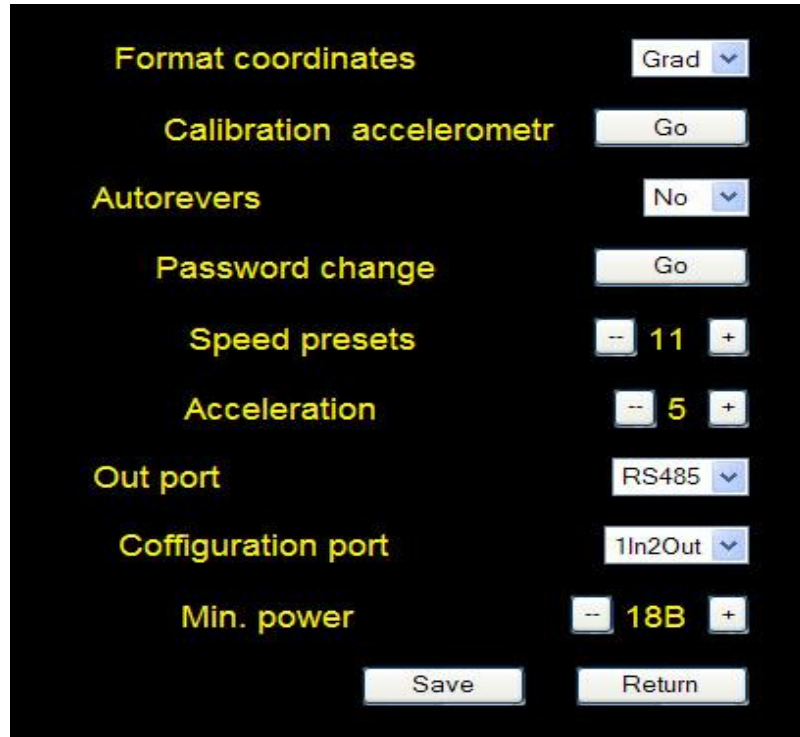 Format coordinates Grad
Calibration accelerometr Go
Autorevers No
Password change Go
Speed presets -- 11 +
Acceleration -- 5 +
Out port RS485
Coffiguration port 1In2Out
Min. power -- 18B +
Save Return